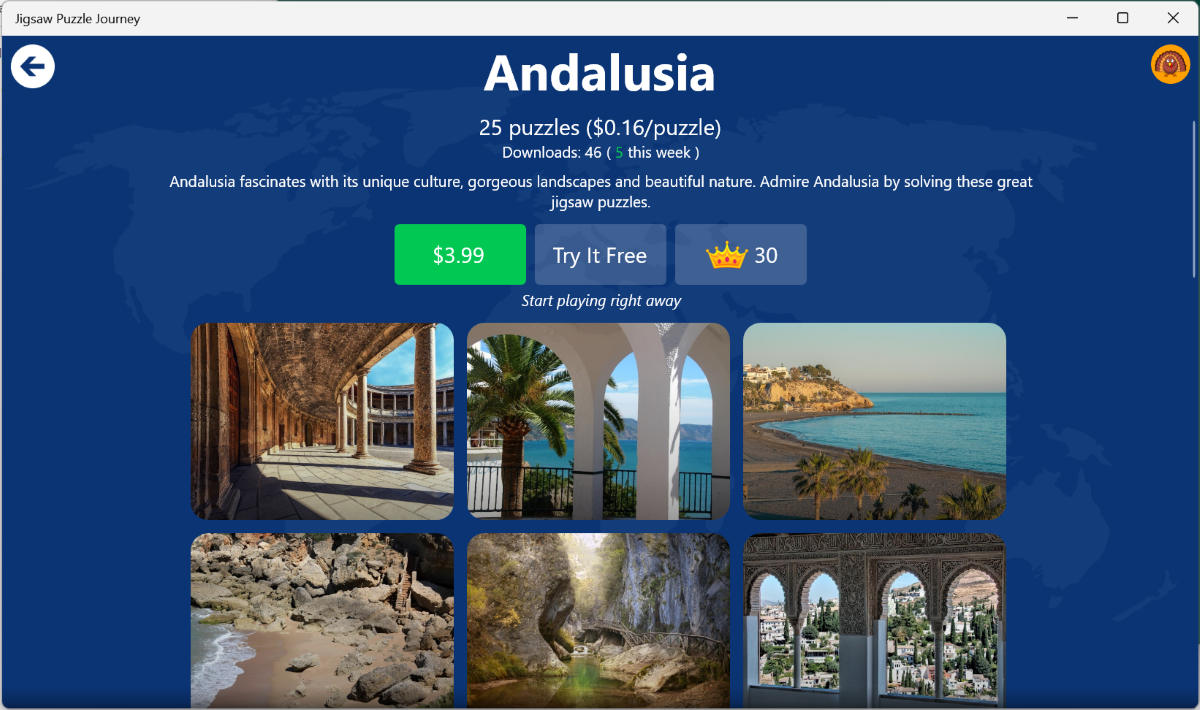 Jigsaw Puzzle Journey
Andalusia
25 puzzles ($0.16/puzzle)
Downloads: 46 ( 5 this week )
Andalusia fascinates with its unique culture, gorgeous landscapes and beautiful nature. Admire Andalusia by solving these great
jigsaw puzzles.
$3.99
Try It Free
30
Start playing right away